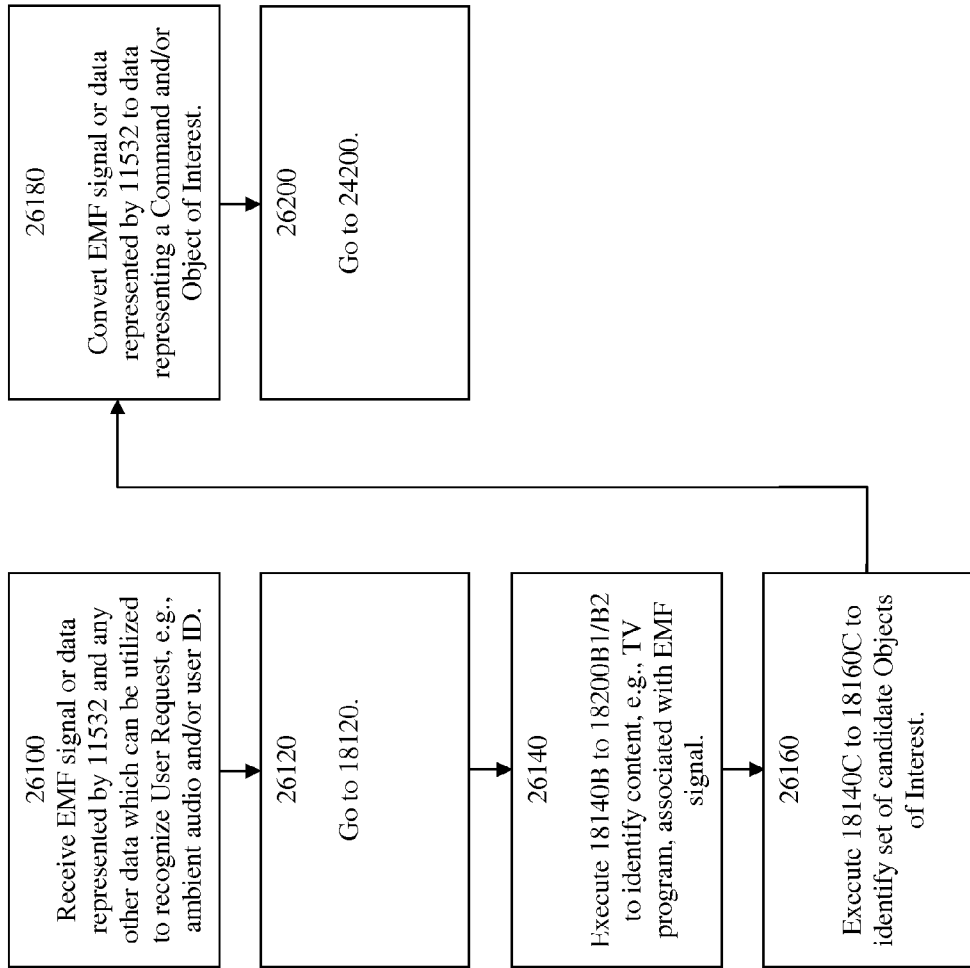 26100
Receive EMF signal or data
represented by 11532 and any
other data which can be utilized
to recognize User Request, e.g.,
ambient audio and/or user ID.
26120
Go to 18120.
26140
Execute 18140B to 18200B1/B2
to identify content, e.g., TV
program, associated with EMF
signal.
26160
Execute 18140C to 18160C to
identify set of candidate Objects
of Interest.
26180
Convert EMF signal or data
represented by 11532 to data
representing a Command and/or
Object of Interest.
26200
Go to 24200.